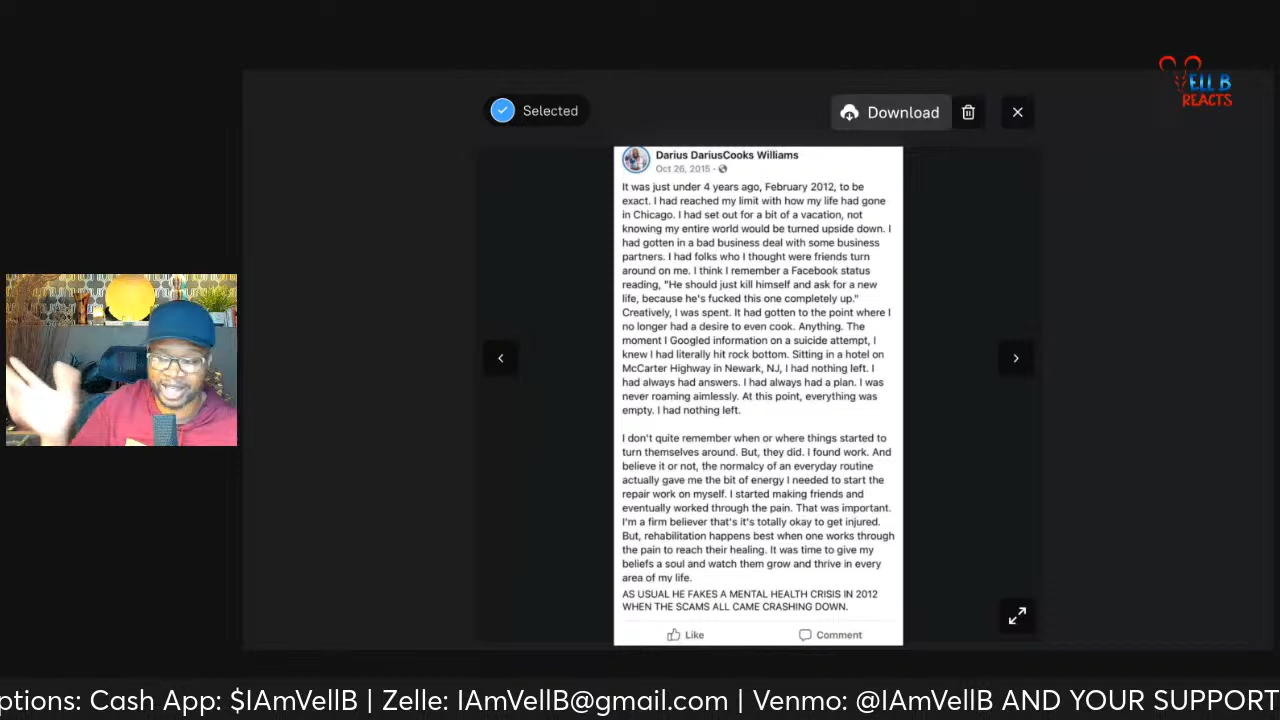 VELL B
REACTS
Selected
Download
Darius DariusCooks Williams
Oct 26, 2015 ·
It was just under 4 years ago, February 2012, to be
exact. I had reached my limit with how my life had gone
in Chicago. I had set out for a bit of a vacation, not
knowing my entire world would be turned upside down. I
had gotten in a bad business deal with some business
partners. I had folks who I thought were friends turn
around on me. I think I remember a Facebook status
reading, "He should just kill himself and ask for a new
life, because he's fucked this one completely up."
Creatively, I was spent. It had gotten to the point where I
no longer had a desire to even cook. Anything. The
moment I Googled information on a suicide attempt, I
knew I had literally hit rock bottom. Sitting in a hotel on
McCarter Highway in Newark, NJ, I had nothing left. I
had always had answers. I had always had a plan. I was
never roaming aimlessly. At this point, everything was
empty. I had nothing left.
I don't quite remember when or where things started to
turn themselves around. But, they did. I found work. And
believe it or not, the normalcy of an everyday routine
actually gave me the bit of energy I needed to start the
repair work on myself. I started making friends and
eventually worked through the pain. That was important.
I'm a firm believer that's it's totally okay to get injured.
But, rehabilitation happens best when one works through
the pain to reach their healing. It was time to give my
beliefs a soul and watch them grow and thrive in every
area of my life.
AS USUAL HE FAKES A MENTAL HEALTH CRISIS IN 2012
WHEN THE SCAMS ALL CAME CRASHING DOWN.
Like Comment
ptions: Cash App: $IAmVellB | Zelle: IAmVellB@gmail.com | Venmo: @IAmVellB AND YOUR SUPPORT